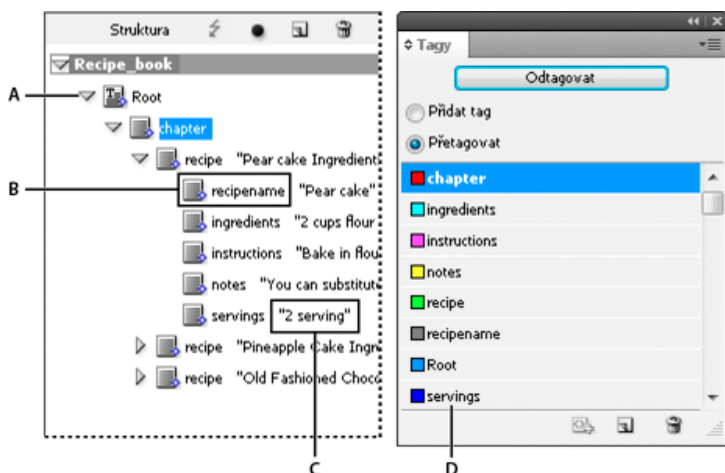 Struktura
Recipe_book
A
Root
chapter
recipe "Pear cake Ingredient
B
recipename "Pear cake"
ingredients "2 cups flour
instructions "Bake in flou
notes "You can substitute
servings "2 serving"
recipe "Pineapple Cake Ingre
recipe "Old Fashioned Choco
C
Tagy
Odtagovat
Přidat tag
Přetagovat
chapter
ingredients
instructions
notes
recipe
recipename
Root
servings
D